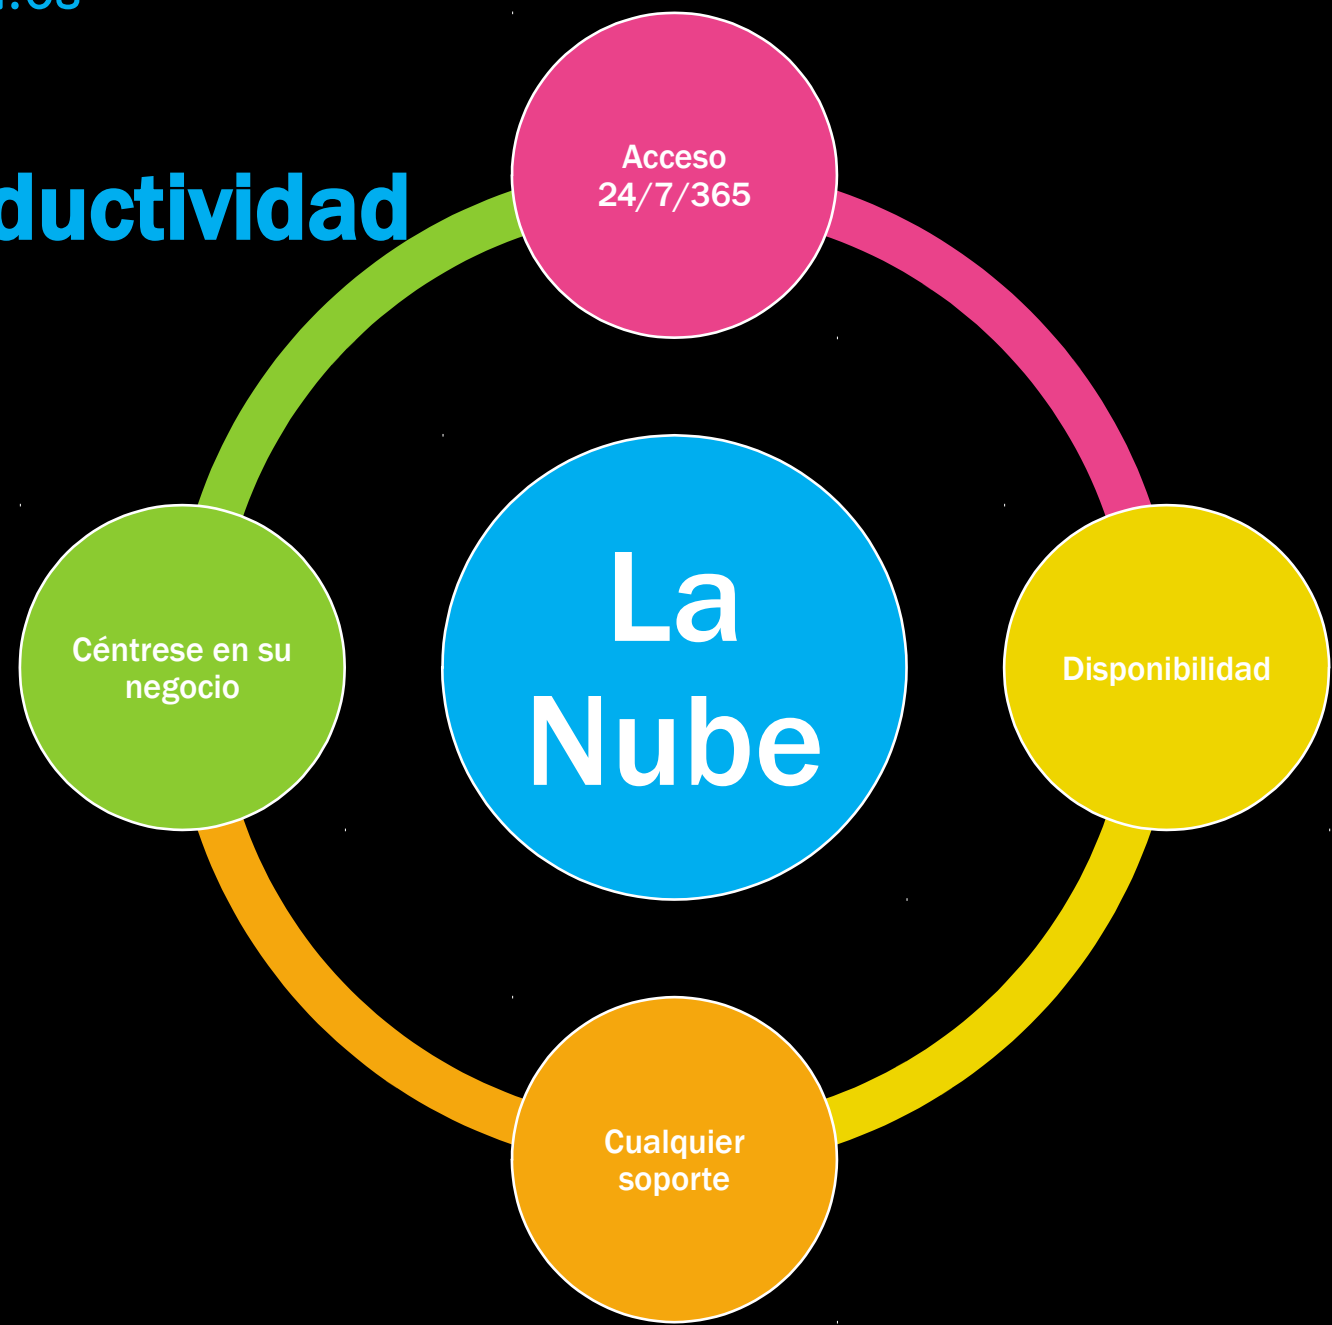 Acceso
24/7/365
ductividad
Céntrese en su
negocio
La
Nube
Disponibilidad
Cualquier
soporte